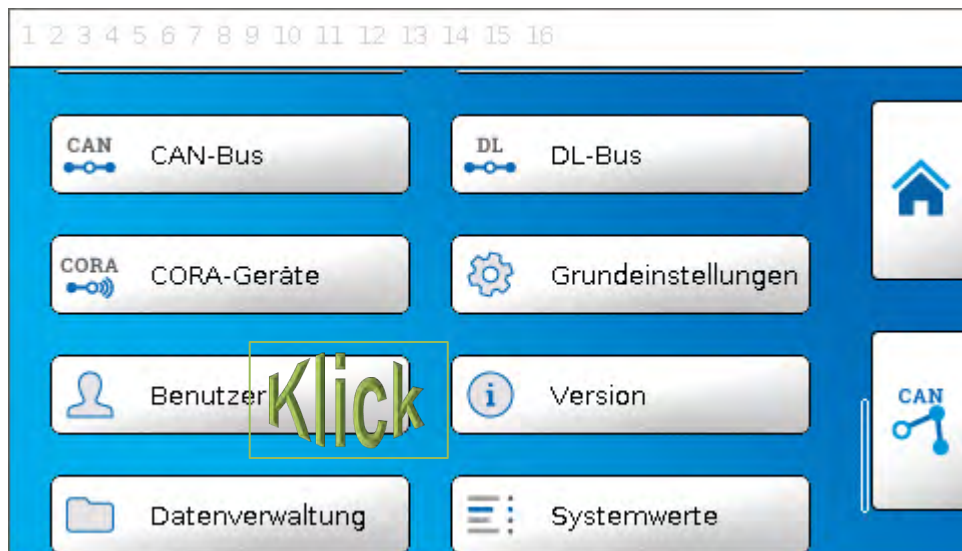 1 2 3 4 5 6 7 8 9 10 11 12 13 14 15 16
CAN CAN-Bus
DL DL-Bus
CORA CORA-Geräte
Grundeinstellungen
Benutzer Klick
i Version
CAN
Datenverwaltung
Systemwerte